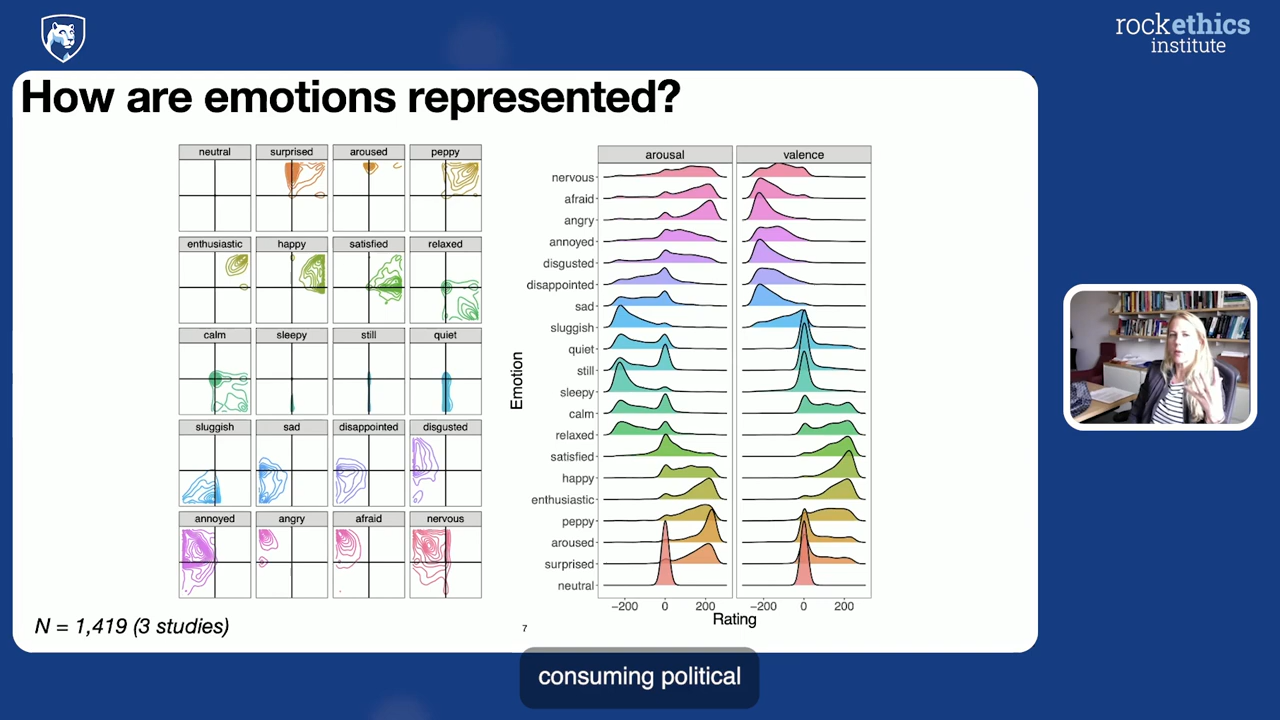 rockethics
institute
How are emotions represented?
neutral surprised aroused peppy
enthusiastic happy satisfied relaxed
calm sleepy still quiet
sluggish sad disappointed disgusted
annoyed angry afraid nervous
arousal valence
Emotion
nervous
afraid
angry
annoyed
disgusted
disappointed
sad
sluggish
quiet
still
sleepy
calm
relaxed
satisfied
happy
enthusiastic
peppy
aroused
surprised
neutral
−200 0 200 −200 0 200
Rating
N = 1,419 (3 studies)
7
consuming political